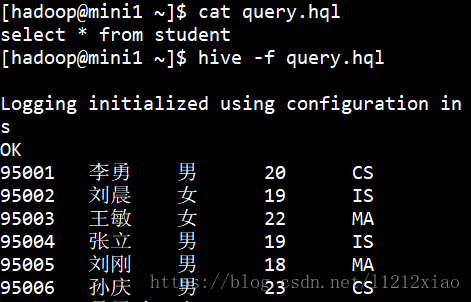 [hadoop@mini1 ~]$ cat query.hql
select * from student
[hadoop@mini1 ~]$ hive -f query.hql
Logging initialized using configuration in
s
OK
95001 李勇 男 20 CS
95002 刘晨 女 19 IS
95003 王敏 女 22 MA
95004 张立 男 19 IS
95005 刘刚 男 18 MA
95006 孙庆 男 23 CS
https://blog.csdn.net/l1212xiao